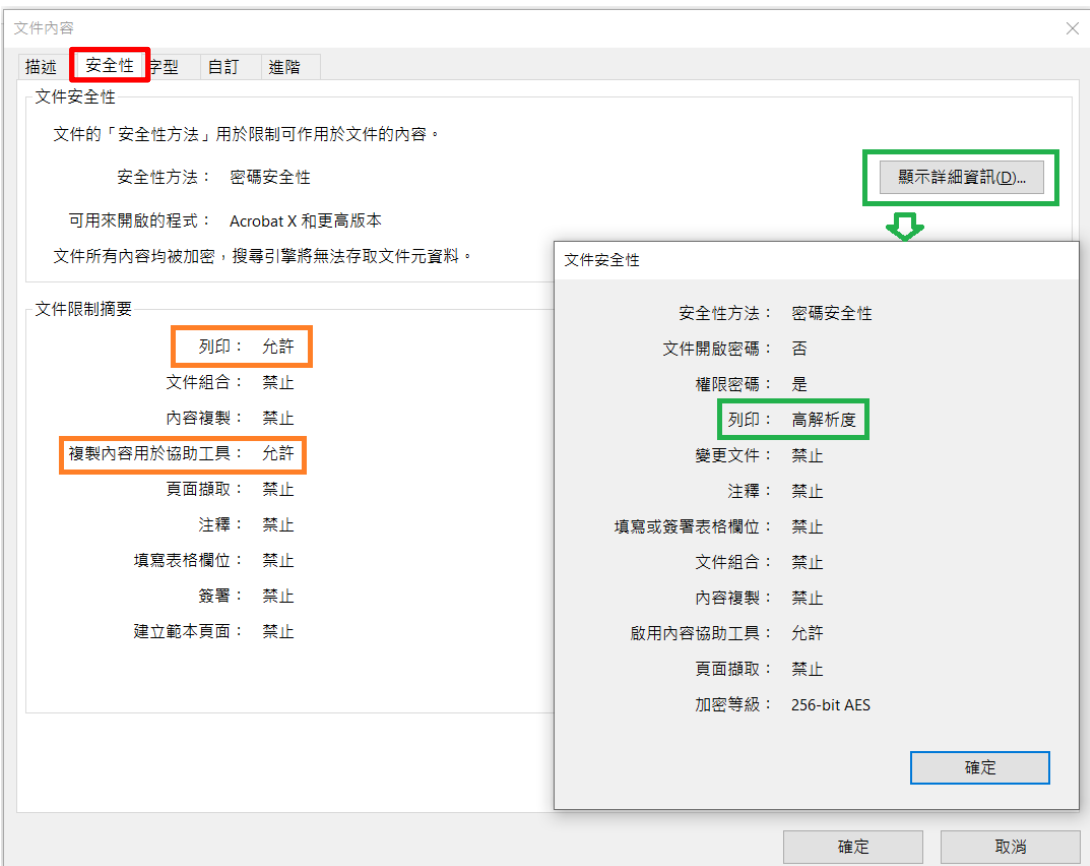 文件內容
描述 安全性 字型 自訂 進階
文件安全性
文件的「安全性方法」用於限制可作用於文件的內容。
安全性方法： 密碼安全性
顯示詳細資訊(D)...
可用來開啟的程式： Acrobat X 和更高版本
文件所有內容均被加密，搜尋引擎將無法存取文件元資料。
文件限制摘要
列印： 允許
文件組合： 禁止
內容複製： 禁止
複製內容用於協助工具： 允許
頁面擷取： 禁止
注釋： 禁止
填寫表格欄位： 禁止
簽署： 禁止
建立範本頁面： 禁止
文件安全性
安全性方法： 密碼安全性
文件開啟密碼： 否
權限密碼： 是
列印： 高解析度
變更文件： 禁止
注釋： 禁止
填寫或簽署表格欄位： 禁止
文件組合： 禁止
內容複製： 禁止
啟用內容協助工具： 允許
頁面擷取： 禁止
加密等級： 256-bit AES
確定
確定 取消